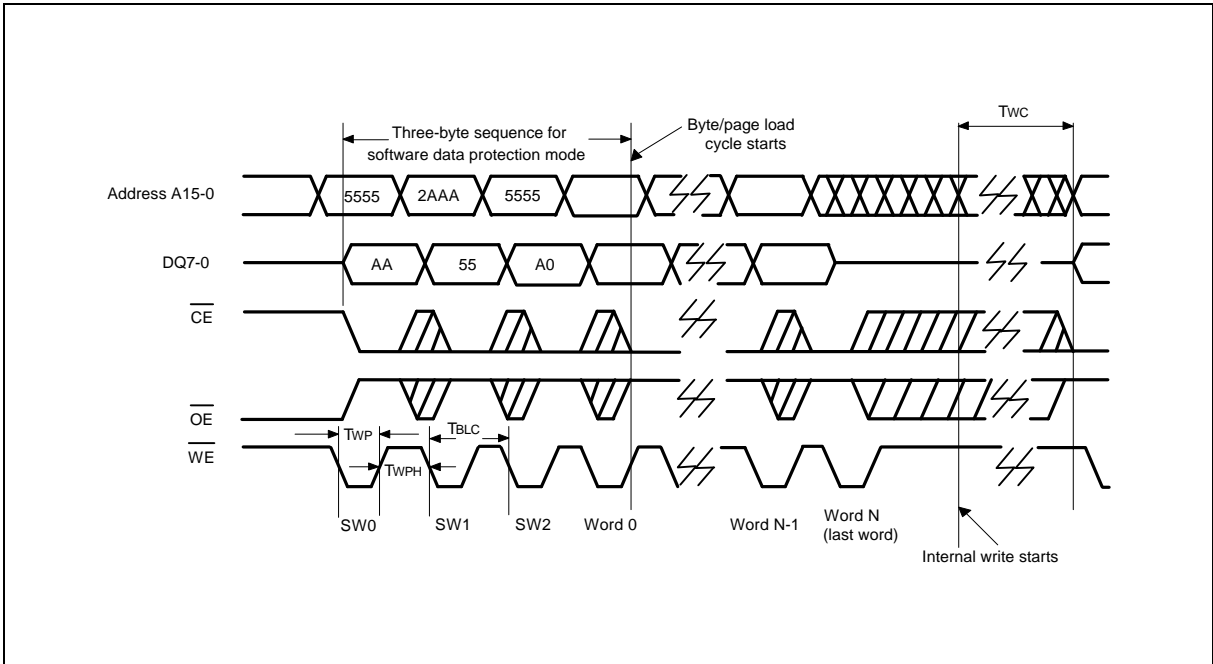 TWC
Three-byte sequence for
software data protection mode
Byte/page load
cycle starts
Address A15-0
5555
2AAA
5555
DQ7-0
AA
55
A0
CE
OE
TWP
TBLC
WE
TWPH
SW0
SW1
SW2
Word 0
Word N-1
Word N
(last word)
Internal write starts